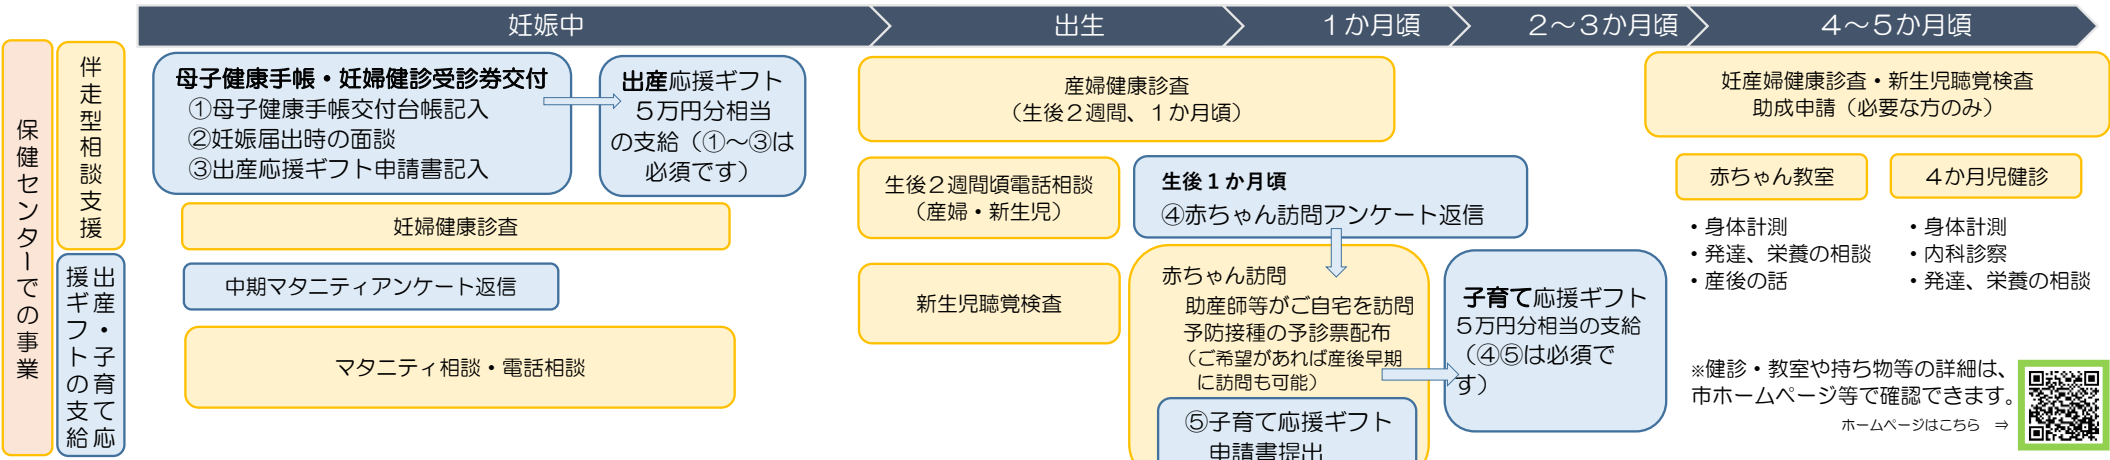 妊娠中
出生
１か月頃
２～３か月頃
４～５か月頃
保健センターでの事業
伴走型相談支援
出産・子育て応
援ギフトの支給
母子健康手帳・妊婦健診受診券交付
①母子健康手帳交付台帳記入
②妊娠届出時の面談
③出産応援ギフト申請書記入
出産応援ギフト
５万円分相当
の支給（①～③は
必須です）
妊婦健康診査
中期マタニティアンケート返信
マタニティ相談・電話相談
産婦健康診査
（生後２週間、１か月頃）
生後２週間頃電話相談
（産婦・新生児）
新生児聴覚検査
生後１か月頃
④赤ちゃん訪問アンケート返信
赤ちゃん訪問
助産師等がご自宅を訪問
予防接種の予診票配布
（ご希望があれば産後早期
に訪問も可能）
⑤子育て応援ギフト
申請書提出
子育て応援ギフト
５万円分相当の支給
（④⑤は必須で
す）
妊産婦健康診査・新生児聴覚検査
助成申請（必要な方のみ）
赤ちゃん教室
・身体計測
・発達、栄養の相談
・産後の話
４か月児健診
・身体計測
・内科診察
・発達、栄養の相談
※健診・教室や持ち物等の詳細は、
市ホームページ等で確認できます。
ホームページはこちら ⇒